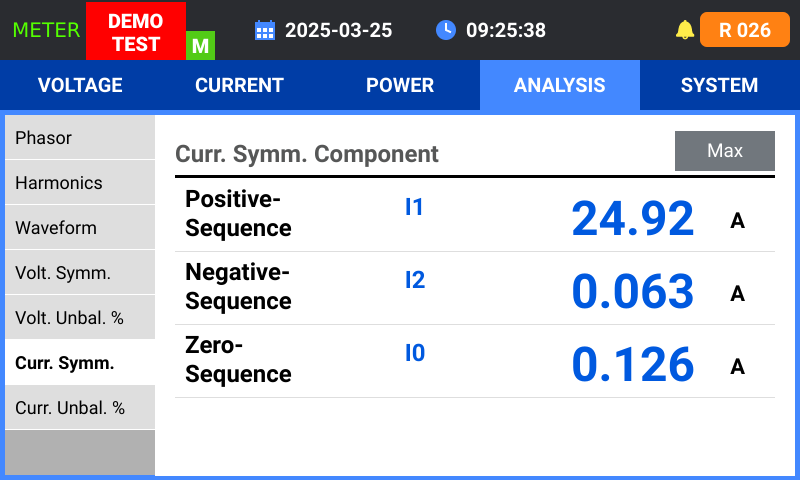 METER
DEMO
TEST
M
2025-03-25
09:25:38
R 026
VOLTAGE
CURRENT
POWER
ANALYSIS
SYSTEM
Phasor
Harmonics
Waveform
Volt. Symm.
Volt. Unbal. %
Curr. Symm.
Curr. Unbal. %
Curr. Symm. Component
Max
Positive-
Sequence
I1
24.92
A
Negative-
Sequence
I2
0.063
A
Zero-
Sequence
I0
0.126
A